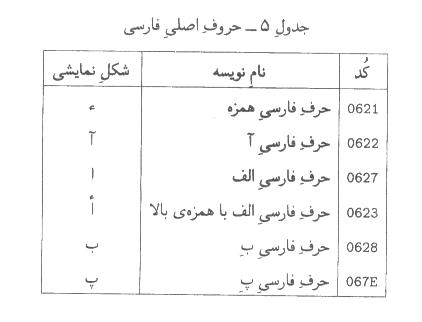 جدولِ ۵ ــ حروفِ اصلیِ فارسی
کُد نامِ نویسه شکلِ نمایشی
0621 حرفِ فارسیِ همزه ء
0622 حرفِ فارسیِ آ آ
0627 حرفِ فارسیِ الف ا
0623 حرفِ فارسیِ الف با همزه‌ی بالا أ
0628 حرفِ فارسیِ بِ ب
067E حرفِ فارسیِ پِ پ